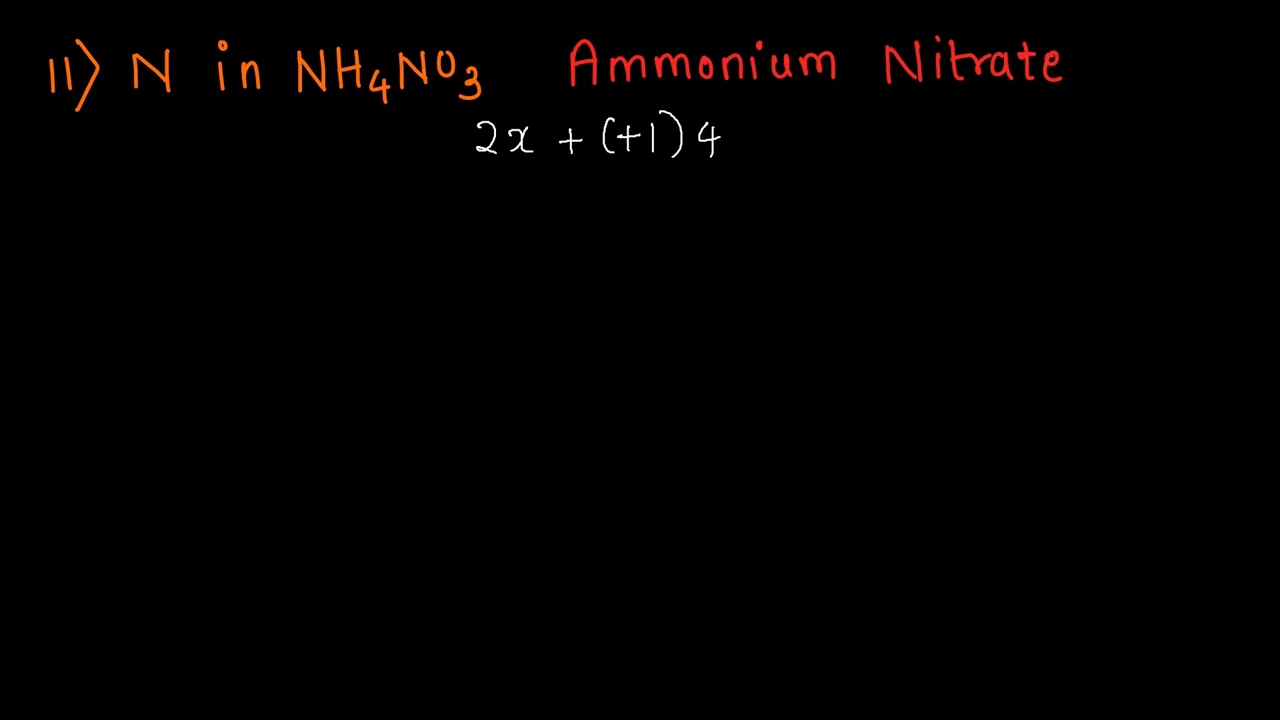 11) N in NH₄NO₃ Ammonium Nitrate
2x + (+1) 4